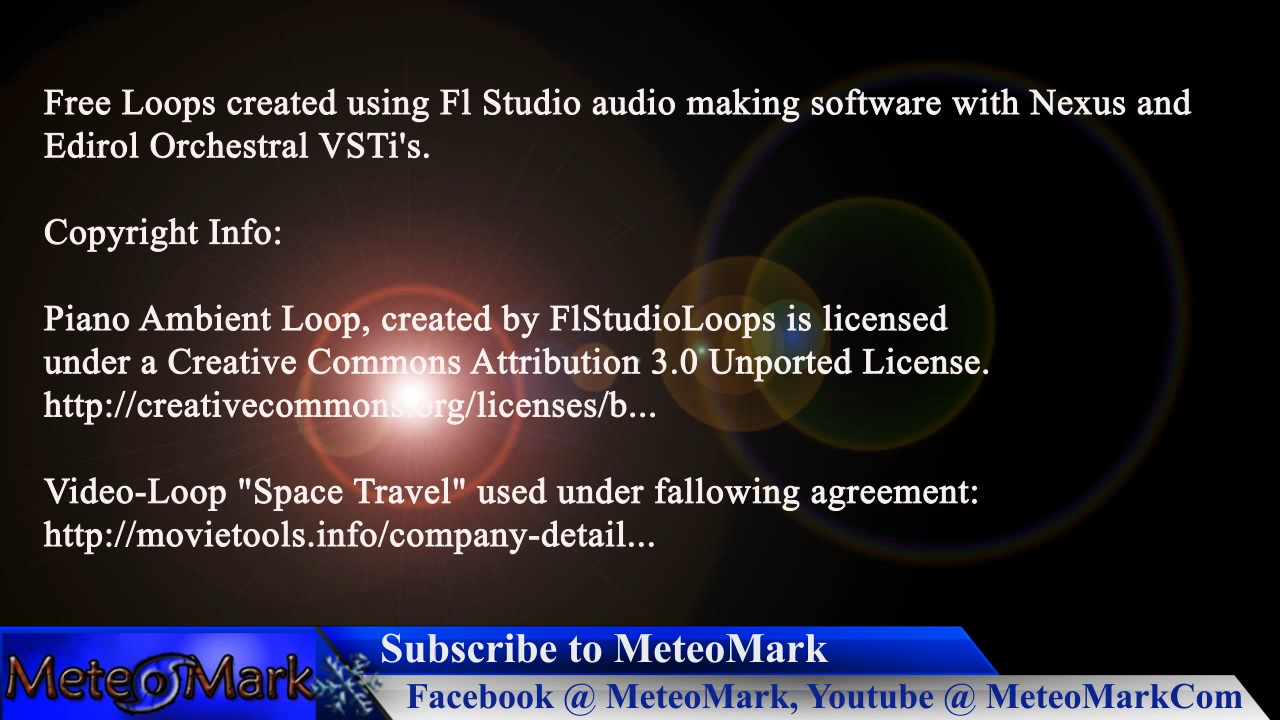 Free Loops created using Fl Studio audio making software with Nexus and
Edirol Orchestral VSTi's.
Copyright Info:
Piano Ambient Loop, created by FlStudioLoops is licensed
under a Creative Commons Attribution 3.0 Unported License.
http://creativecommons.org/licenses/b...
Video-Loop "Space Travel" used under fallowing agreement:
http://movietools.info/company-detail...
MeteoMark
Subscribe to MeteoMark
Facebook @ MeteoMark, Youtube @ MeteoMarkCom